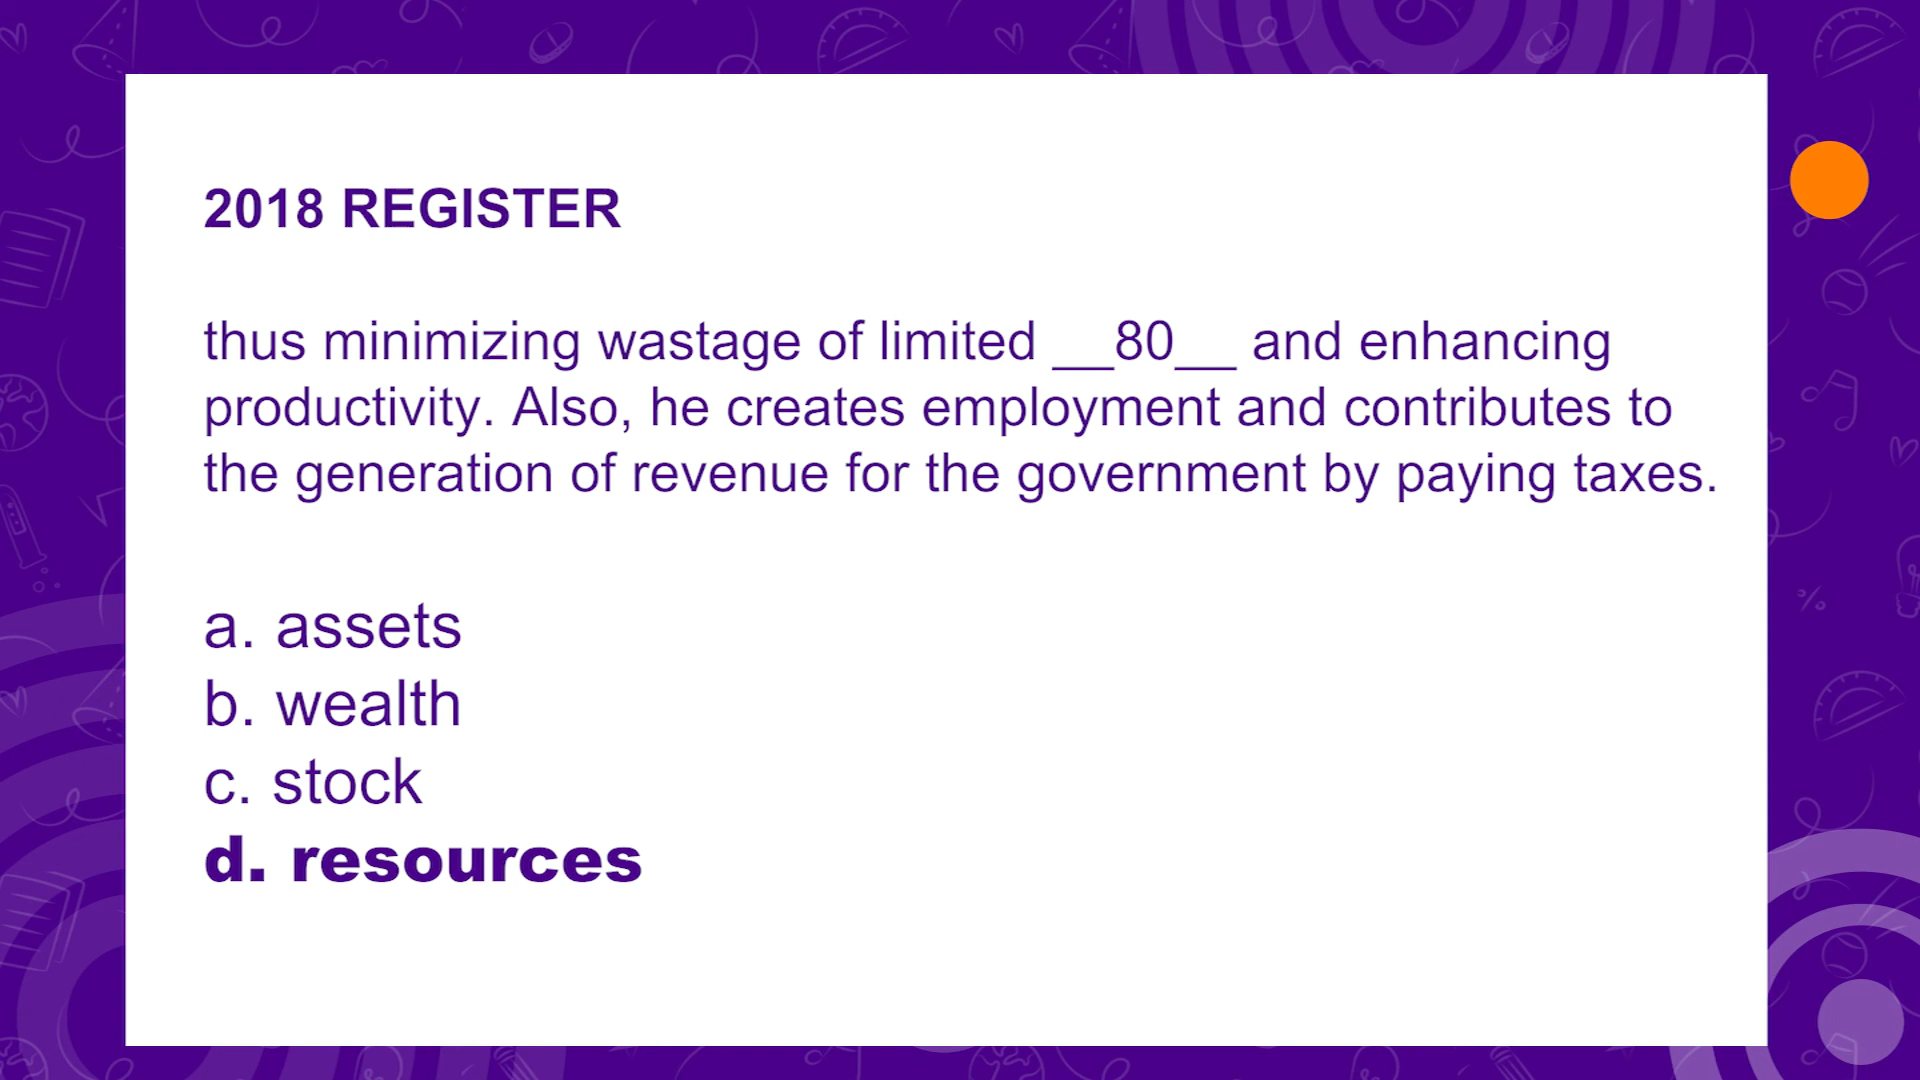 2018 REGISTER
thus minimizing wastage of limited __80__ and enhancing
productivity. Also, he creates employment and contributes to
the generation of revenue for the government by paying taxes.
a. assets
b. wealth
c. stock
d. resources